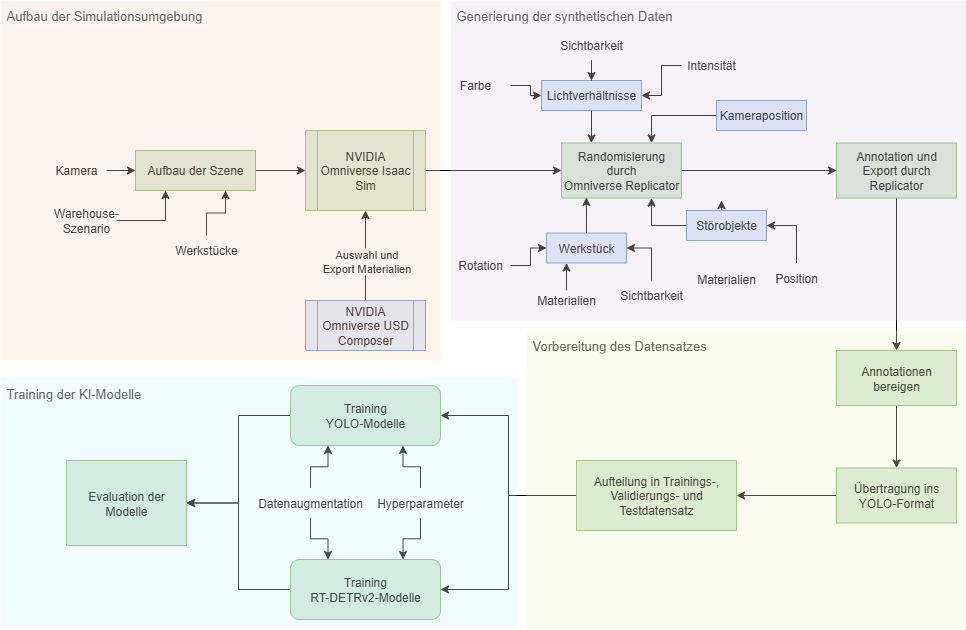 Aufbau der Simulationsumgebung
Kamera
Aufbau der Szene
Warehouse-
Szenario
Werkstücke
NVIDIA
Omniverse Isaac
Sim
Auswahl und
Export Materialien
NVIDIA
Omniverse USD
Composer
Generierung der synthetischen Daten
Sichtbarkeit
Farbe
Intensität
Lichtverhältnisse
Kameraposition
Randomisierung
durch
Omniverse Replicator
Annotation und
Export durch
Replicator
Störobjekte
Werkstück
Rotation
Materialien
Sichtbarkeit
Materialien
Position
Vorbereitung des Datensatzes
Annotationen
bereigen
Übertragung ins
YOLO-Format
Aufteilung in Trainings-,
Validierungs- und
Testdatensatz
Training der KI-Modelle
Training
YOLO-Modelle
Datenaugmentation
Hyperparameter
Training
RT-DETRv2-Modelle
Evaluation der
Modelle